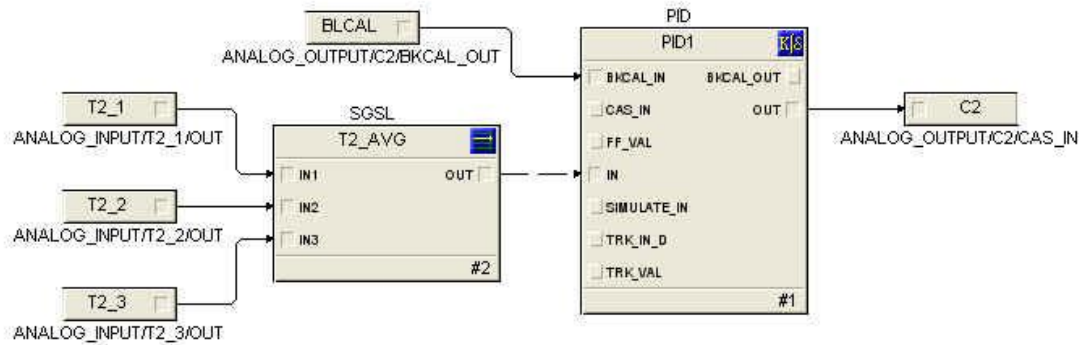 BLCAL
ANALOG_OUTPUT/C2/BKCAL_OUT
T2_1
ANALOG_INPUT/T2_1/OUT
T2_2
ANALOG_INPUT/T2_2/OUT
T2_3
ANALOG_INPUT/T2_3/OUT
SGSL
T2_AVG
IN1
OUT
IN2
IN3
#2
PID
PID1
BKCAL_IN
BKCAL_OUT
CAS_IN
OUT
FF_VAL
IN
SIMULATE_IN
TRK_IN_D
TRK_VAL
#1
C2
ANALOG_OUTPUT/C2/CAS_IN